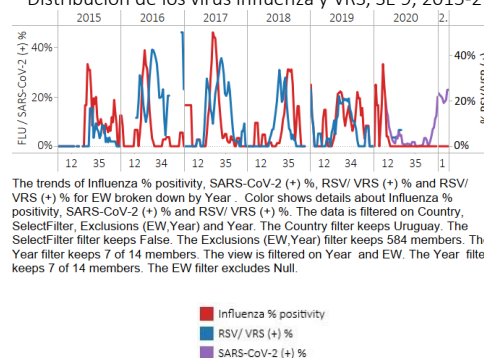 Distribución de los virus influenza y VRS, SE 9, 2015-2
2015 2016 2017 2018 2019 2020 2.
40% 40%
20% 20%
0% 0%
FLU / SARS-CoV-2 (+) %
12 35 12 34 12 35 12 35 12 34 12 35 1
The trends of Influenza % positivity, SARS-CoV-2 (+) %, RSV/ VRS (+) % and RSV/
VRS (+) % for EW broken down by Year . Color shows details about Influenza %
positivity, SARS-CoV-2 (+) % and RSV/ VRS (+) %. The data is filtered on Country,
SelectFilter, Exclusions (EW,Year) and Year. The Country filter keeps Uruguay. The
SelectFilter filter keeps False. The Exclusions (EW,Year) filter keeps 584 members. The
Year filter keeps 7 of 14 members. The view is filtered on Year and EW. The Year filte
keeps 7 of 14 members. The EW filter excludes Null.
Influenza % positivity
RSV/ VRS (+) %
SARS-CoV-2 (+) %